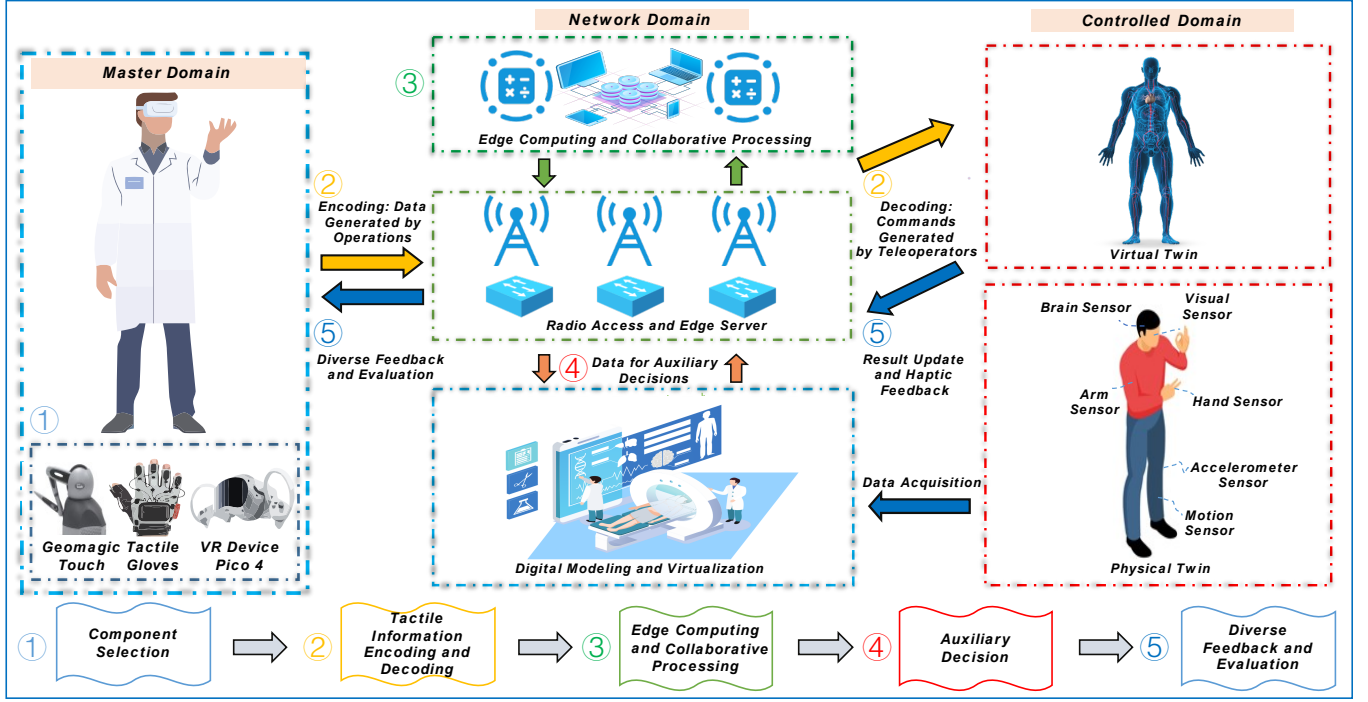 Network Domain
Controlled Domain
Master Domain
③
Edge Computing and Collaborative Processing
②
Encoding: Data
Generated by
Operations
②
Decoding:
Commands
Generated
by Teleoperators
Virtual Twin
Radio Access and Edge Server
⑤
Diverse Feedback
and Evaluation
⑤
Result Update
and Haptic
Feedback
④
Data for Auxiliary
Decisions
Brain Sensor
Visual
Sensor
Arm
Sensor
Hand Sensor
Accelerometer
Sensor
Motion
Sensor
Physical Twin
Data Acquisition
Digital Modeling and Virtualization
①
Geomagic
Touch
Tactile
Gloves
VR Device
Pico 4
①
Component
Selection
②
Tactile
Information
Encoding and
Decoding
③
Edge Computing
and Collaborative
Processing
④
Auxiliary
Decision
⑤
Diverse
Feedback and
Evaluation